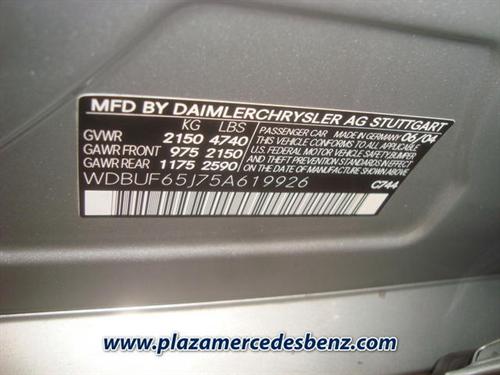 MFD BY DAIMLERCHRYSLER AG STUTTGART
KG LBS
GVWR 2150 4740
GAWR FRONT 975 2150
GAWR REAR 1175 2590
PASSENGER CAR MADE IN GERMANY 06/04
THIS VEHICLE CONFORMS TO ALL APPLICABLE
U.S. FEDERAL MOTOR VEHICLE SAFETY,BUMPER
AND THEFT PREVENTION STANDARDS IN EFFECT
ON THE DATE OF MANUFACTURE SHOWN ABOVE
WDBUF65J75A619926
C744
www.plazamercedesbenz.com